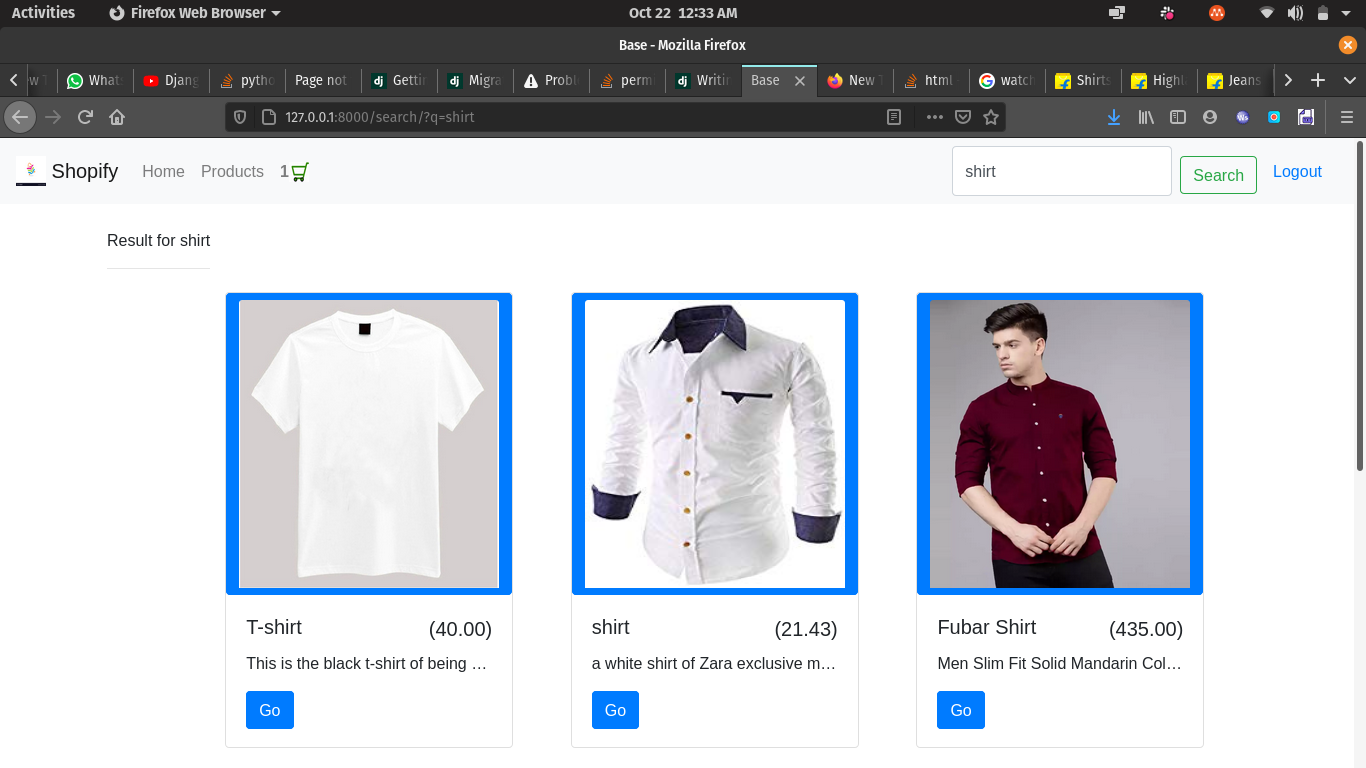 Activities Firefox Web Browser Oct 22 12:33 AM
Base - Mozilla Firefox
w T Whats Djang pytho Page not Gettin Migra Probl permi Writin Base New T html watch Shirts Highl Jeans
127.0.0.1:8000/search/?q=shirt
Shopify Home Products 1 shirt Search Logout
Result for shirt
T-shirt (40.00)
This is the black t-shirt of being ...
Go
shirt (21.43)
a white shirt of Zara exclusive m...
Go
Fubar Shirt (435.00)
Men Slim Fit Solid Mandarin Col...
Go